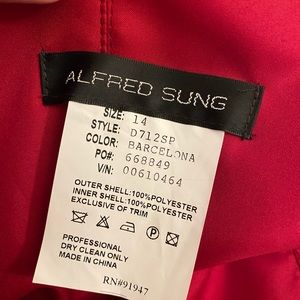 ALFRED SUNG
SIZE: 14
STYLE: D712SP
COLOR: BARCELONA
PO#: 668849
V/N: 00610464
OUTER SHELL:100%POLYESTER
INNER SHELL:100%POLYESTER
EXCLUSIVE OF TRIM
PROFESSIONAL
DRY CLEAN ONLY
MADE IN CHINA
RN#91947